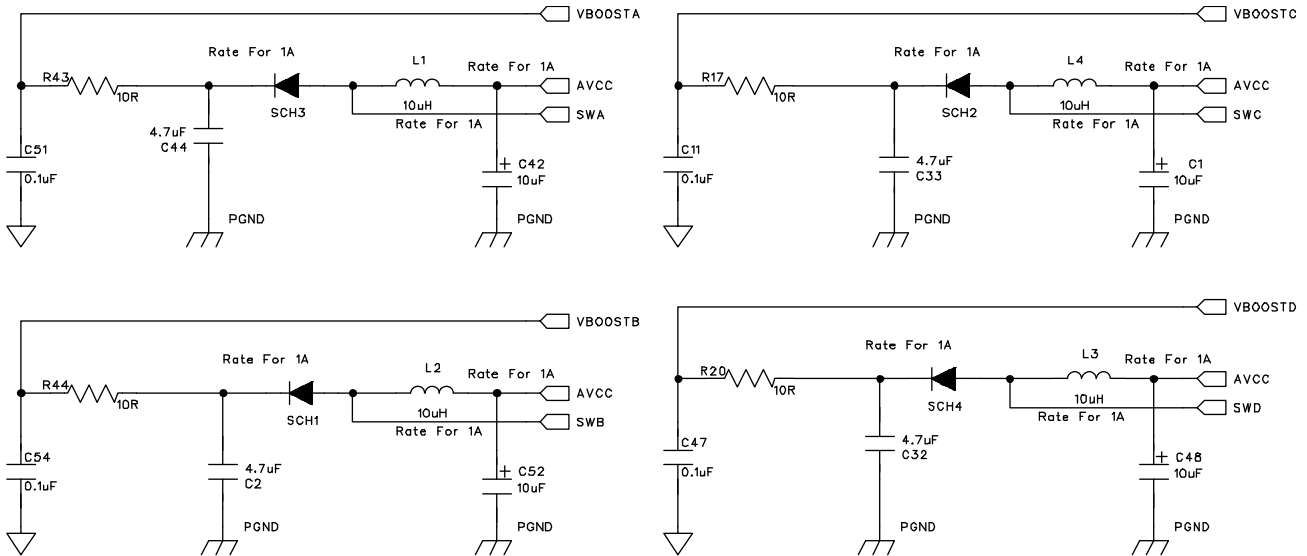 VBOOSTA
Rate For 1A
L1
Rate For 1A
R43
10R
SCH3
10uH
AVCC
SWA
Rate For 1A
4.7uF
C44
C51
0.1uF
C42
10uF
PGND
PGND
VBOOSTC
Rate For 1A
L4
Rate For 1A
R17
10R
SCH2
10uH
AVCC
SWC
Rate For 1A
C11
0.1uF
4.7uF
C33
C1
10uF
PGND
PGND
VBOOSTB
Rate For 1A
L2
Rate For 1A
R44
10R
SCH1
10uH
AVCC
SWB
Rate For 1A
C54
0.1uF
4.7uF
C2
C52
10uF
PGND
PGND
VBOOSTD
Rate For 1A
L3
Rate For 1A
R20
10R
SCH4
10uH
AVCC
SWD
Rate For 1A
C47
0.1uF
4.7uF
C32
C48
10uF
PGND
PGND